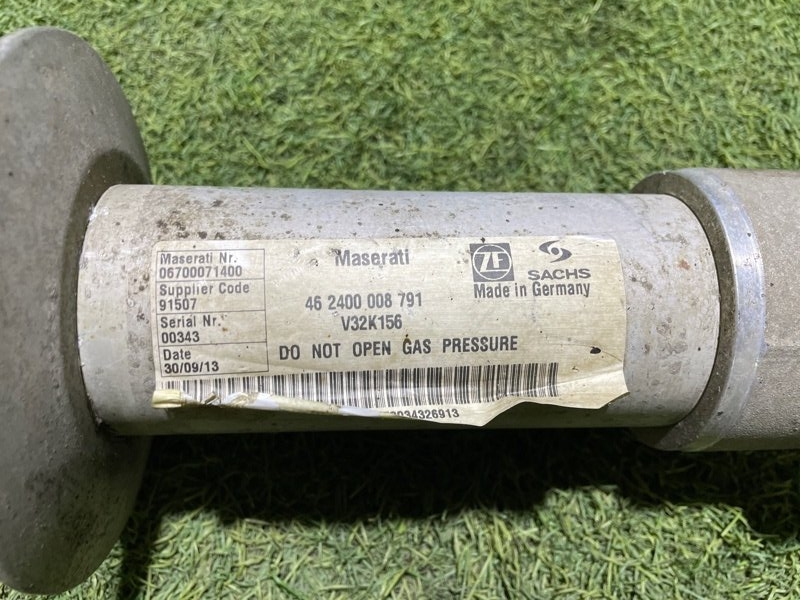 Maserati Nr.
06700071400
Supplier Code
91507
Serial Nr.
00343
Date
30/09/13
Maserati
ZF
SACHS
Made in Germany
46 2400 008 791
V32K156
DO NOT OPEN GAS PRESSURE
0034326913